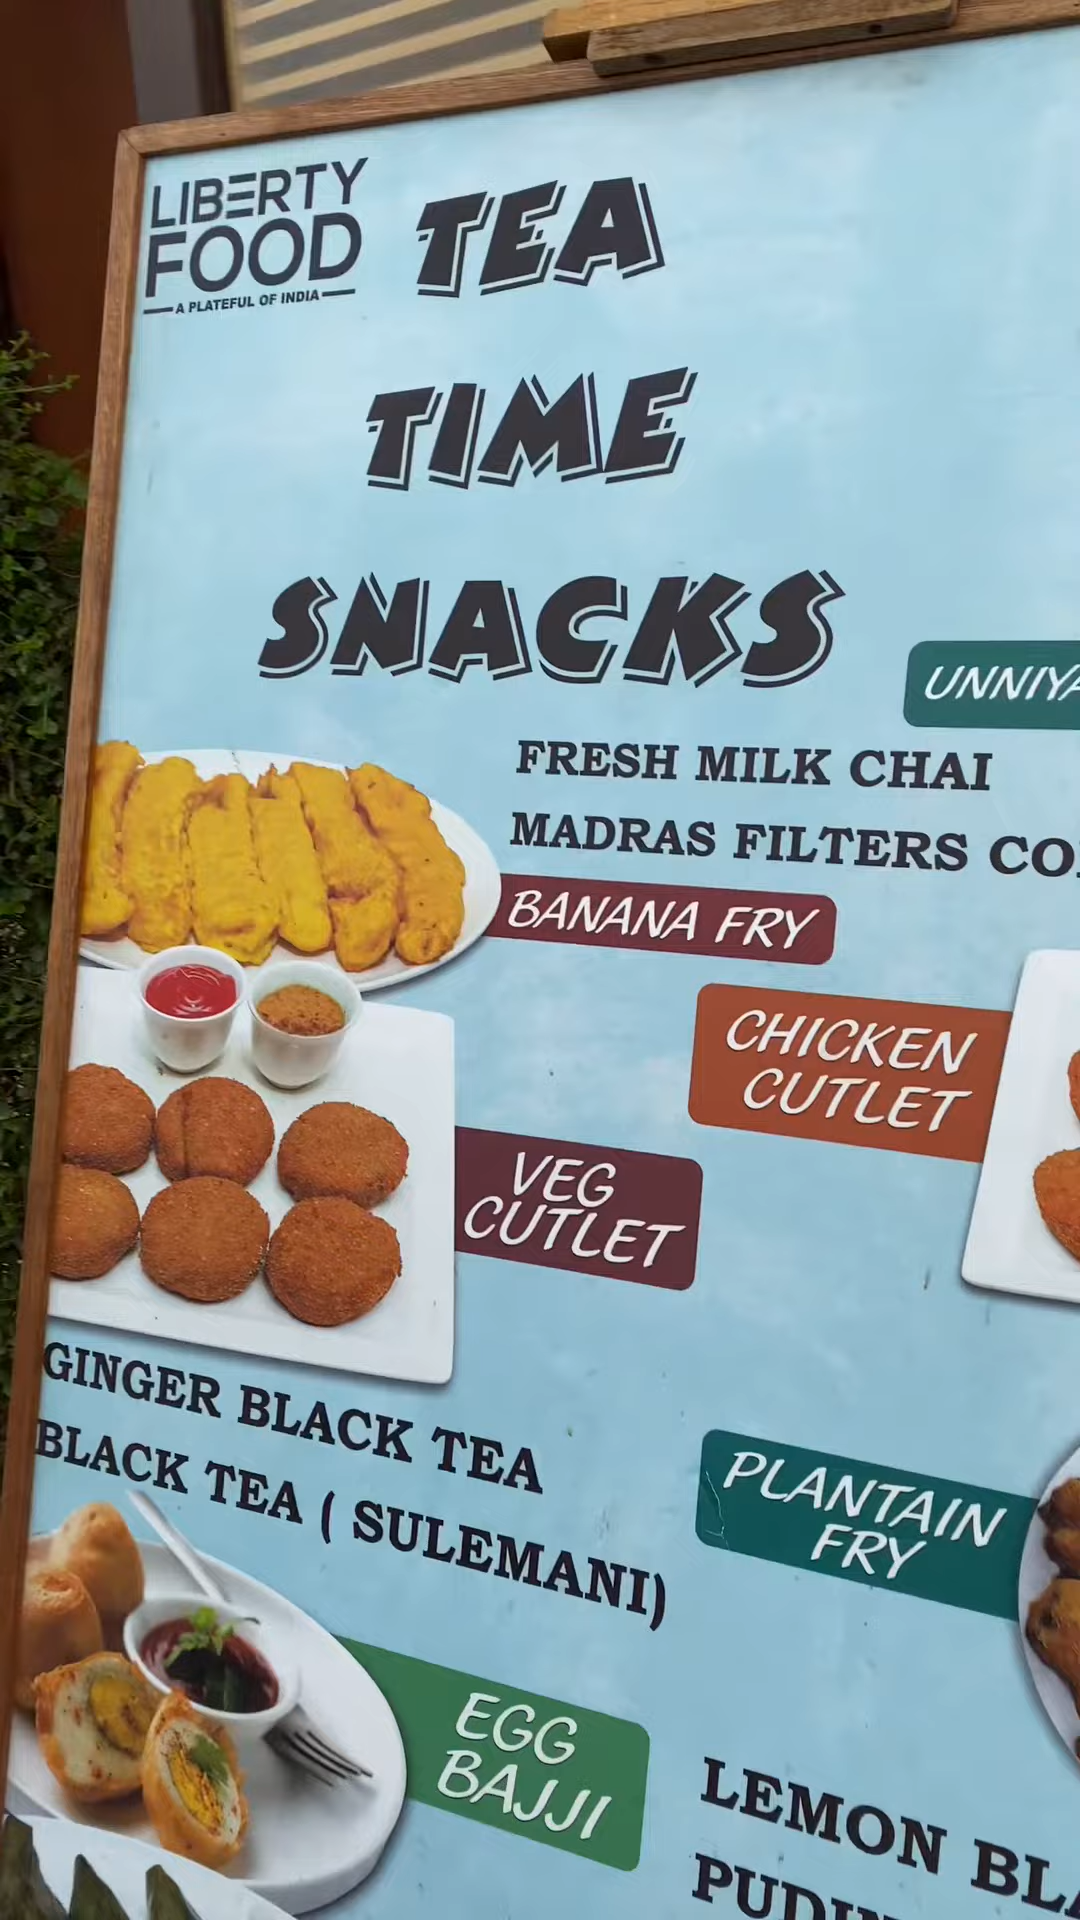 LIBERTY
FOOD
A PLATEFUL OF INDIA
TEA
TIME
SNACKS
FRESH MILK CHAI
MADRAS FILTERS
BANANA FRY
CHICKEN
CUTLET
VEG
CUTLET
GINGER BLACK TEA
BLACK TEA ( SULEMANI)
PLANTAIN
FRY
EGG
BAJJI
LEMON